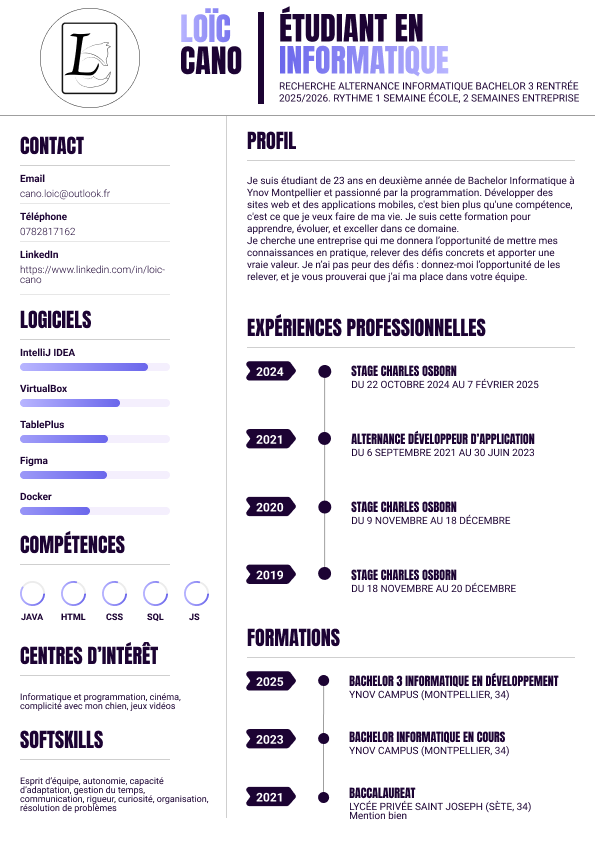 L
LOÏC
CANO
ÉTUDIANT EN
INFORMATIQUE
RECHERCHE ALTERNANCE INFORMATIQUE BACHELOR 3 RENTRÉE
2025/2026. RYTHME 1 SEMAINE ÉCOLE, 2 SEMAINES ENTREPRISE
CONTACT
Email
cano.loic@outlook.fr
Téléphone
0782817162
LinkedIn
https://www.linkedin.com/in/loic-
cano
LOGICIELS
IntelliJ IDEA
VirtualBox
TablePlus
Figma
Docker
COMPÉTENCES
JAVA HTML CSS SQL JS
CENTRES D'INTÉRÊT
Informatique et programmation, cinéma,
complicité avec mon chien, jeux vidéos
SOFTSKILLS
Esprit d'équipe, autonomie, capacité
d'adaptation, gestion du temps,
communication, rigueur, curiosité, organisation,
résolution de problèmes
PROFIL
Je suis étudiant de 23 ans en deuxième année de Bachelor Informatique à
Ynov Montpellier et passionné par la programmation. Développer des
sites web et des applications mobiles, c'est bien plus qu'une compétence,
c'est ce que je veux faire de ma vie. Je suis cette formation pour
apprendre, évoluer, et exceller dans ce domaine.
Je cherche une entreprise qui me donnera l'opportunité de mettre mes
connaissances en pratique, relever des défis concrets et apporter une
vraie valeur. Je n'ai pas peur des défis : donnez-moi l'opportunité de les
relever, et je vous prouverai que j'ai ma place dans votre équipe.
EXPÉRIENCES PROFESSIONNELLES
2024
STAGE CHARLES OSBORN
DU 22 OCTOBRE 2024 AU 7 FÉVRIER 2025
2021
ALTERNANCE DÉVELOPPEUR D'APPLICATION
DU 6 SEPTEMBRE 2021 AU 30 JUIN 2023
2020
STAGE CHARLES OSBORN
DU 9 NOVEMBRE AU 18 DÉCEMBRE
2019
STAGE CHARLES OSBORN
DU 18 NOVEMBRE AU 20 DÉCEMBRE
FORMATIONS
2025
BACHELOR 3 INFORMATIQUE EN DÉVELOPPEMENT
YNOV CAMPUS (MONTPELLIER, 34)
2023
BACHELOR INFORMATIQUE EN COURS
YNOV CAMPUS (MONTPELLIER, 34)
2021
BACCALAUREAT
LYCÉE PRIVÉE SAINT JOSEPH (SÈTE, 34)
Mention bien